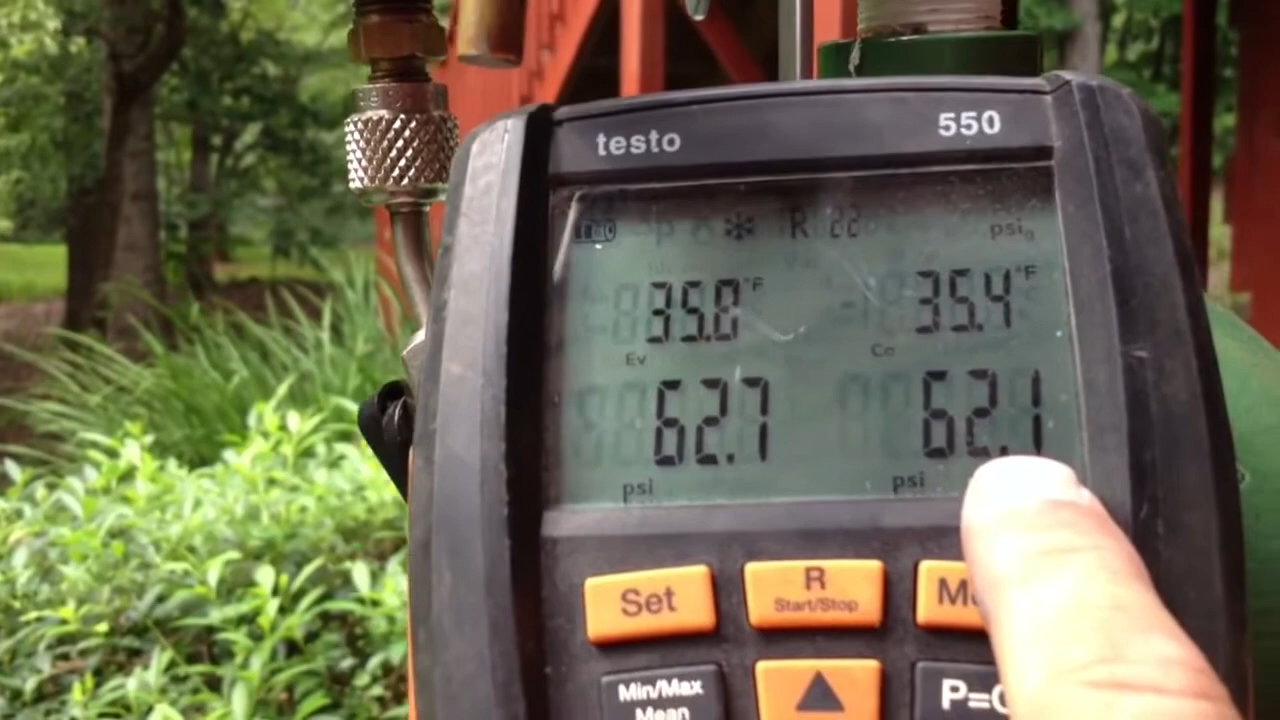 testo 550
R 22 psig
35.8°F 35.4°F
Ev Co
62.7 62.1
psi psi
Set R M
Start/Stop
Min/Max P=
Mean